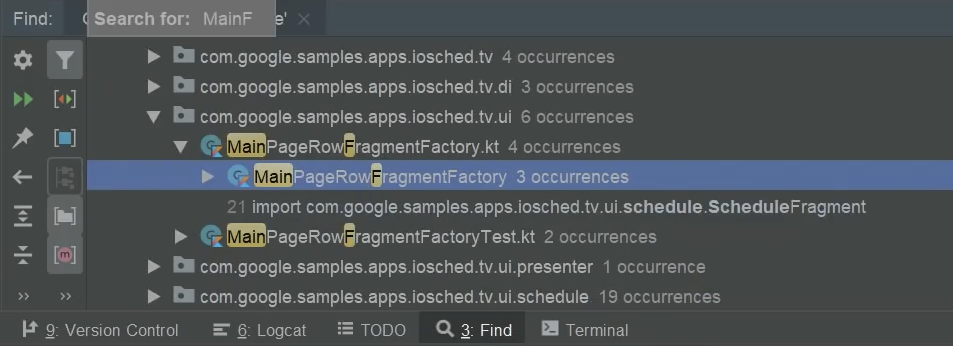 Find: Search for: MainF e'
com.google.samples.apps.iosched.tv 4 occurrences
com.google.samples.apps.iosched.tv.di 3 occurrences
com.google.samples.apps.iosched.tv.ui 6 occurrences
MainPageRowFragmentFactory.kt 4 occurrences
MainPageRowFragmentFactory 3 occurrences
21 import com.google.samples.apps.iosched.tv.ui.schedule.ScheduleFragment
MainPageRowFragmentFactoryTest.kt 2 occurrences
com.google.samples.apps.iosched.tv.ui.presenter 1 occurrence
com.google.samples.apps.iosched.tv.ui.schedule 19 occurrences
9: Version Control 6: Logcat TODO 3: Find Terminal